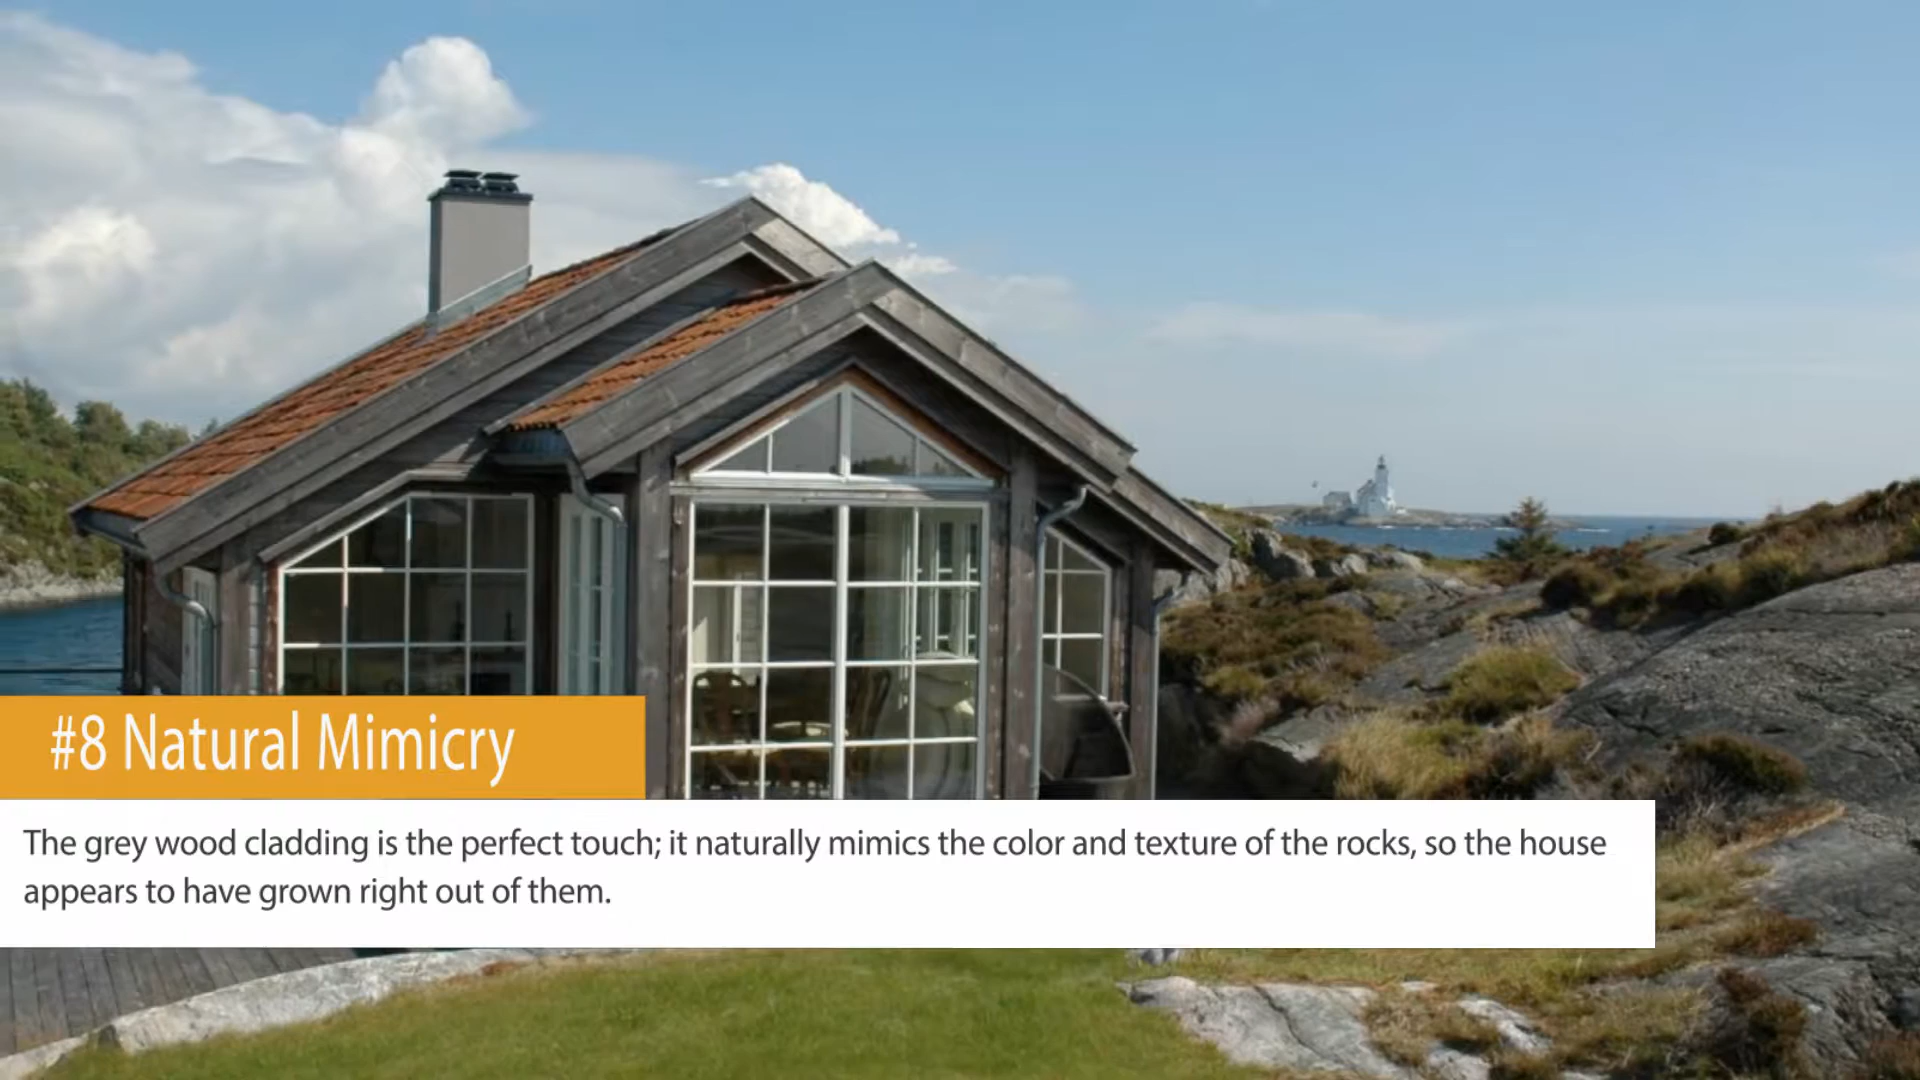 #8 Natural Mimicry
The grey wood cladding is the perfect touch; it naturally mimics the color and texture of the rocks, so the house
appears to have grown right out of them.